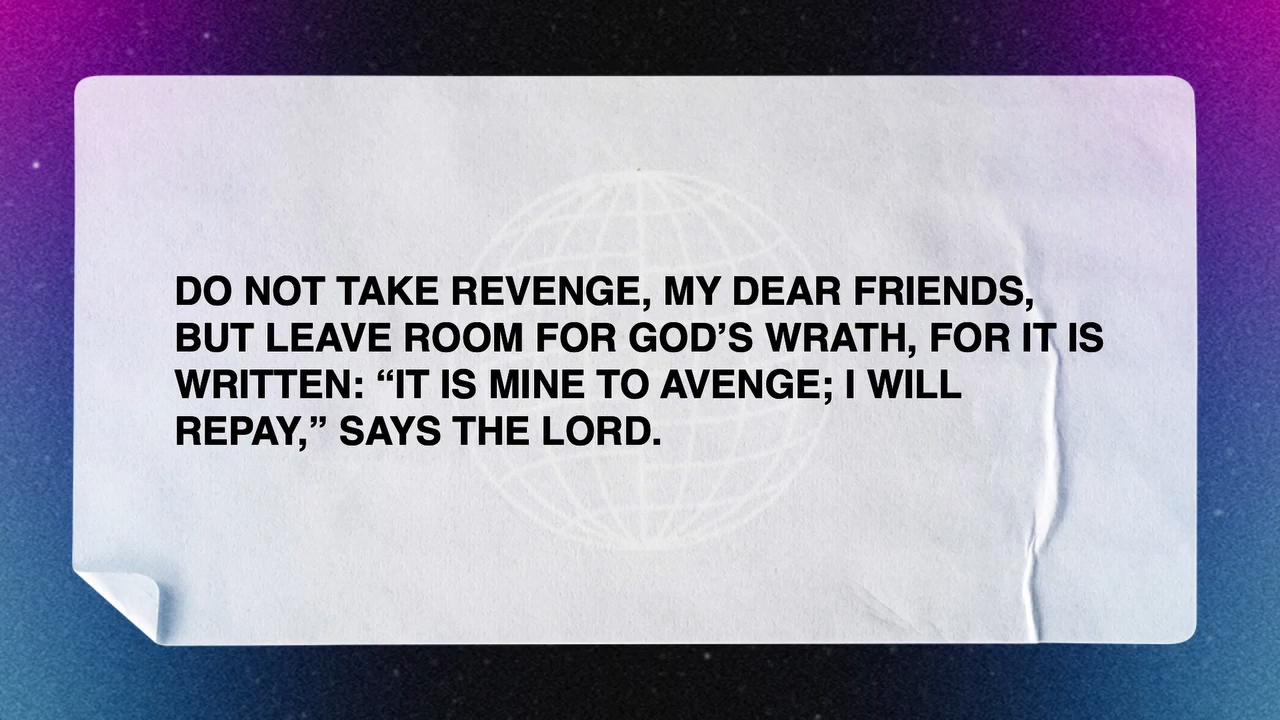 DO NOT TAKE REVENGE, MY DEAR FRIENDS,
BUT LEAVE ROOM FOR GOD’S WRATH, FOR IT IS
WRITTEN: “IT IS MINE TO AVENGE; I WILL
REPAY,” SAYS THE LORD.